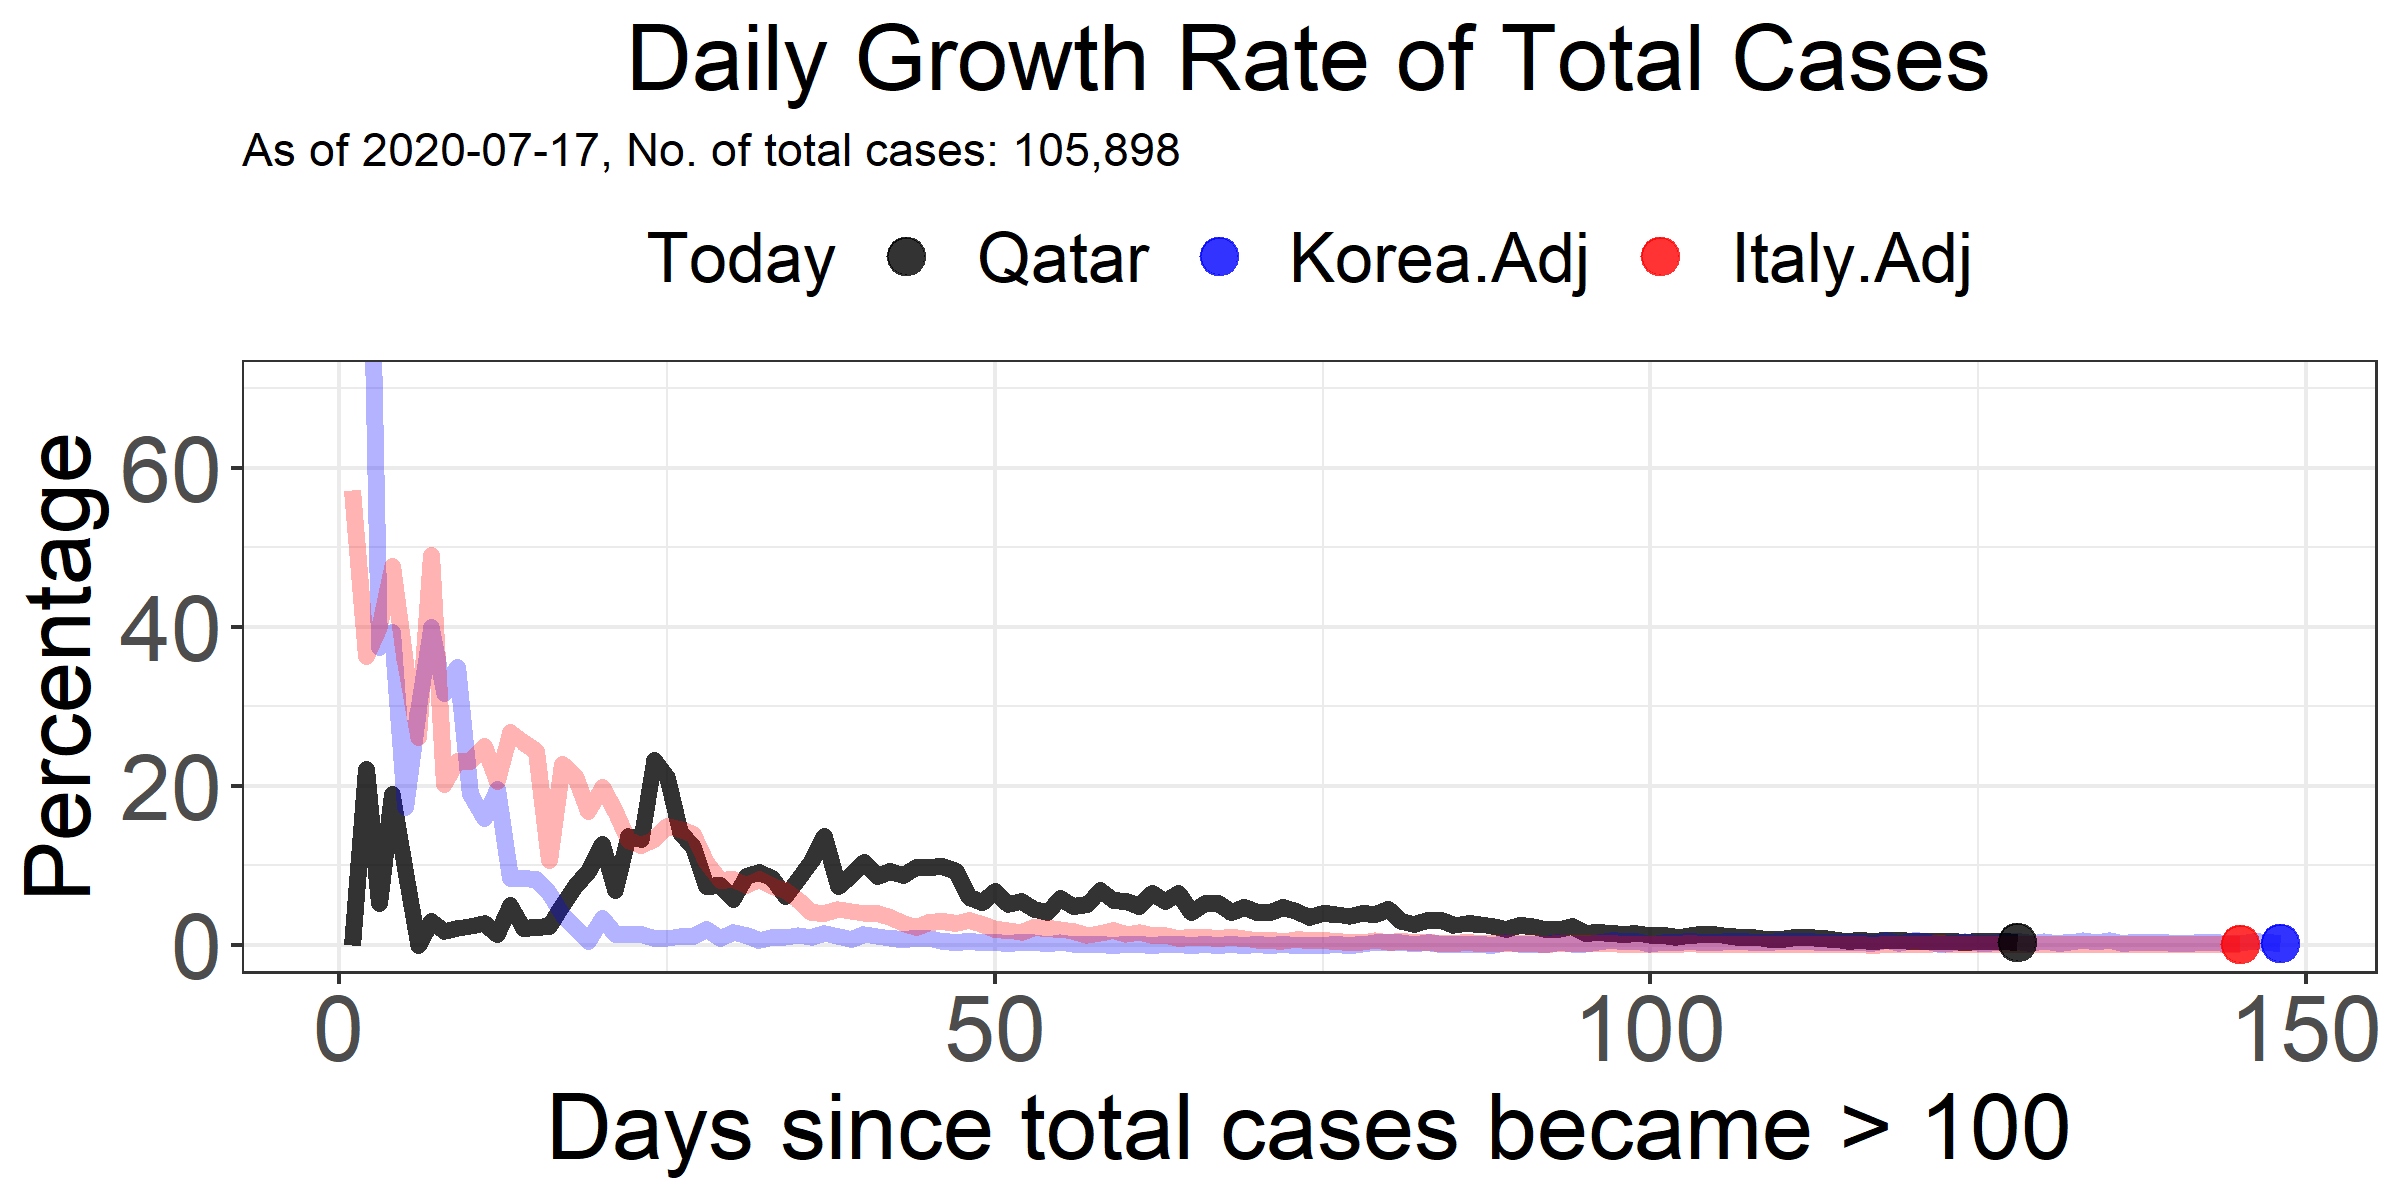 Daily Growth Rate of Total Cases
As of 2020-07-17, No. of total cases: 105,898
Today Qatar Korea.Adj Italy.Adj
Percentage
60
40
20
0
0 50 100 150
Days since total cases became > 100